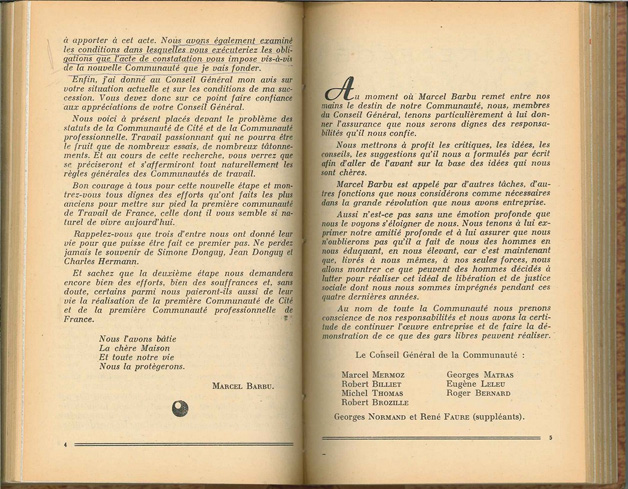 à apporter à cet acte. Nous avons également examiné
les conditions dans lesquelles vous exécuteriez les obli-
gations que l'acte de constatation vous impose vis-à-vis
de la nouvelle Communauté que je vais fonder.
Enfin, j'ai donné au Conseil Général mon avis sur
votre situation actuelle et sur les conditions de ma suc-
cession. Vous devez donc sur ce point faire confiance
aux appréciations de votre Conseil Général.
Nous voici à présent placés devant le problème des
statuts de la Communauté de Cité et de la Communauté
professionnelle. Travail passionnant qui ne pourra être
le fruit que de nombreux essais, de nombreux tâtonne-
ments. Et au cours de cette recherche, vous verrez que
se préciseront et s'affirmeront tout naturellement les
règles générales des Communautés de travail.
Bon courage à tous pour cette nouvelle étape et mon-
trez-vous tous dignes des efforts qu'ont faits les plus
anciens pour mettre sur pied la première communauté
de Travail de France, celle dont il vous semble si na-
turel de vivre aujourd'hui.
Rappelez-vous que trois d'entre nous ont donné leur
vie pour que puisse être fait ce premier pas. Ne perdez
jamais le souvenir de Simone Donguy, Jean Donguy et
Charles Hermann.
Et sachez que la deuxième étape nous demandera
encore bien des efforts, bien des souffrances et, sans
doute, certains parmi nous paieront-ils aussi de leur
vie la réalisation de la première Communauté de Cité
et de la première Communauté professionnelle de
France.
Nous l'avons bâtie
La chère Maison
Et toute notre vie
Nous la protégerons.
MARCEL BARBU.
4
Au moment où Marcel Barbu remet entre nos
mains le destin de notre Communauté, nous, membres
du Conseil Général, tenons particulièrement à lui don-
ner l'assurance que nous serons dignes des responsa-
bilités qu'il nous confie.
Nous mettrons à profit les critiques, les idées, les
conseils, les suggestions qu'il nous a formulés par écrit
afin d'aller de l'avant sur la base des idées qui nous
sont chères.
Marcel Barbu est appelé par d'autres tâches, d'au-
tres fonctions que nous considérons comme nécessaires
dans la grande révolution que nous avons entreprise.
Aussi n'est-ce pas sans une émotion profonde que
nous le voyons s'éloigner de nous. Nous tenons à lui ex-
primer notre amitié profonde et à lui assurer que nous
n'oublierons pas qu'il a fait de nous des hommes en
nous éduquant, en nous élevant, car c'est maintenant
que, livrés à nous mêmes, à nos seules forces, nous
allons montrer ce que peuvent des hommes décidés à
lutter pour réaliser cet idéal de libération et de justice
sociale dont nous nous sommes imprégnés pendant ces
quatre dernières années.
Au nom de toute la Communauté nous prenons
conscience de nos responsabilités et nous avons la certi-
tude de continuer l'œuvre entreprise et de faire la dé-
monstration de ce que des gars libres peuvent réaliser.
Le Conseil Général de la Communauté :
Marcel MERMOZ Georges MATRAS
Robert BILLIET Eugène LELEU
Michel THOMAS Roger BERNARD
Robert BROZILLE
Georges NORMAND et René FAURE (suppléants).
5